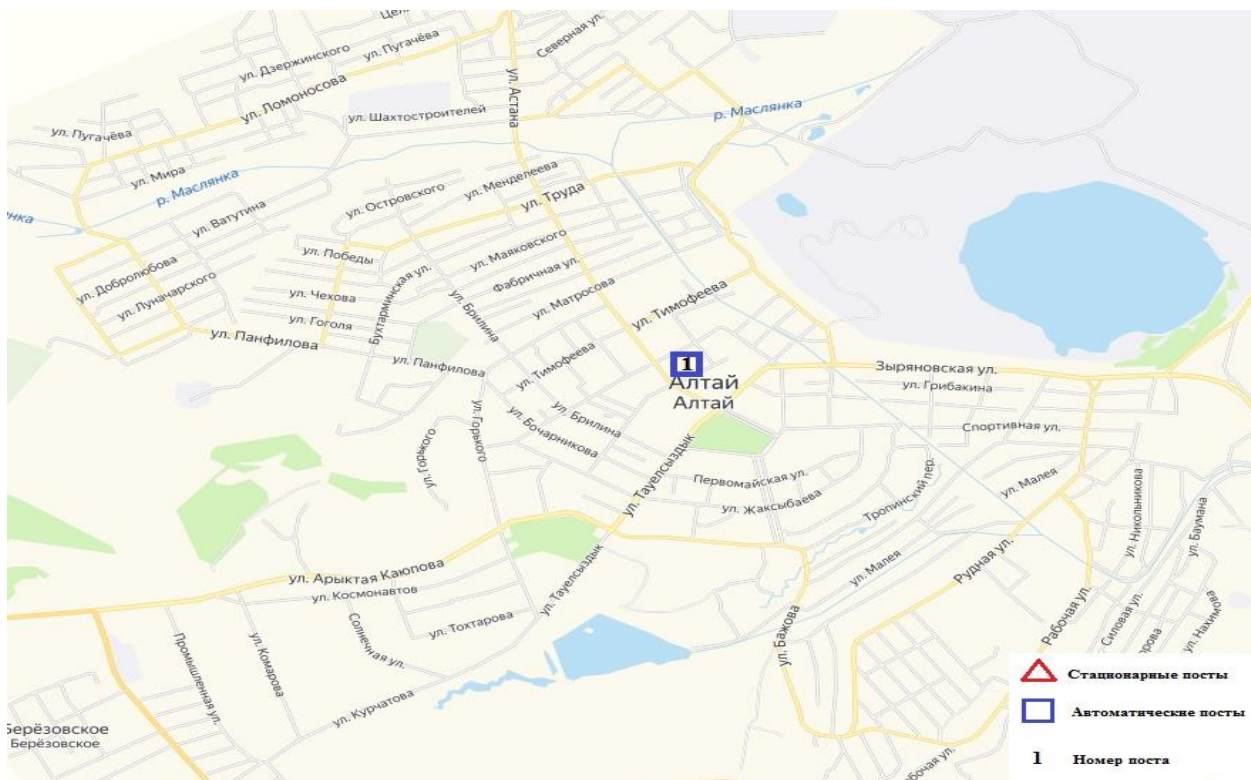 Целі
Северная ул.
ул. Дзержинского
ул. Пугачёва
ул. Ломоносова
ул. Астана
ул. Шахтостроителей
р. Маслянка
ул. Пугачёва
ул. Мира
р. Маслянка
ул. Менделеева
ул. Островского
ул. Труда
нка
ул. Ватутина
ул. Маяковского
ул. Победы
Фабричная ул.
ул. Добролюбова
ул. Луначарского
ул. Чехова
Бухтарминская ул.
ул. Брилина
ул. Матросова
ул. Тимофеева
ул. Гоголя
ул. Панфилова
ул. Панфилова
ул. Тимофеева
1
Алтай
Алтай
Зыряновская ул.
ул. Грибакина
ул. Горького
ул. Горького
ул. Бочарникова
ул. Брилина
Спортивная ул.
ул. Тауелсыздык
Первомайская ул.
ул. Жаксыбаева
Тропинский пер.
ул. Малея
ул. Никольникова
ул. Баумана
ул. Арыктая Каюпова
ул. Космонавтов
ул. Тауелсыздык
ул. Малея
Рудная ул.
ул. Тохтарова
Солнечная ул.
ул. Комарова
Промышленная ул.
ул. Курчатова
ул. Бажова
Рабочая ул.
Силовая ул.
орова
ул. Нахимова
Берёзовское
Берёзовское
бочая ул.
Стационарные посты
Автоматические посты
1 Номер поста